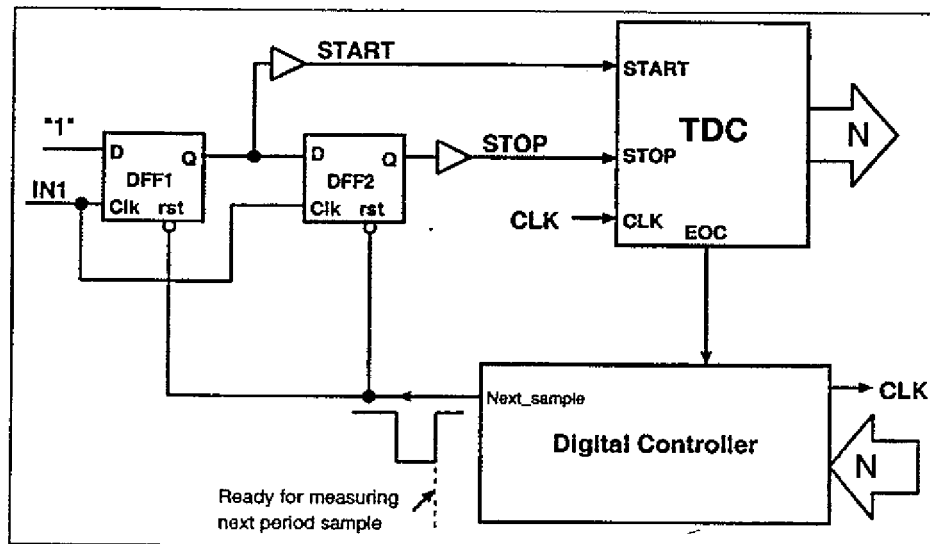 START
START
TDC
N
"1"
D
Q
DFF1
Clk
rst
D
Q
DFF2
Clk
rst
STOP
STOP
IN1
CLK
CLK
EOC
Next_sample
CLK
Digital Controller
N
Ready for measuring
next period sample